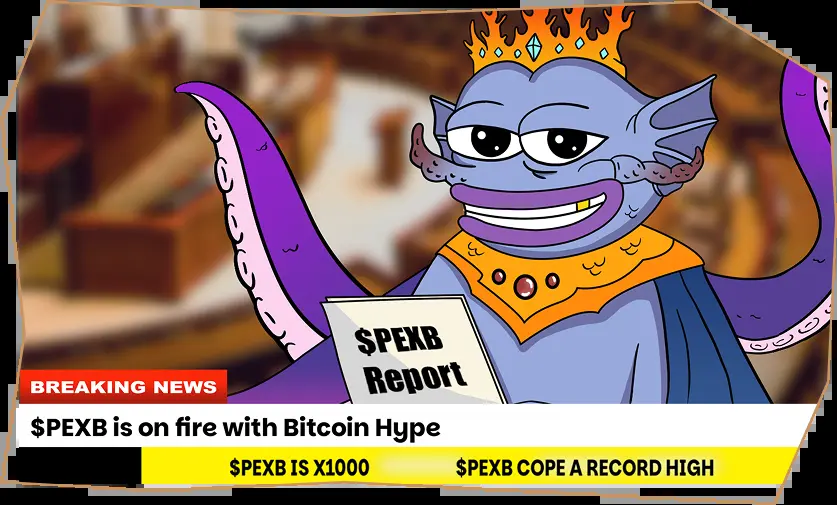 $PEXB
Report
BREAKING NEWS
$PEXB is on fire with Bitcoin Hype
$PEXB IS X1000 $PEXB COPE A RECORD HIGH